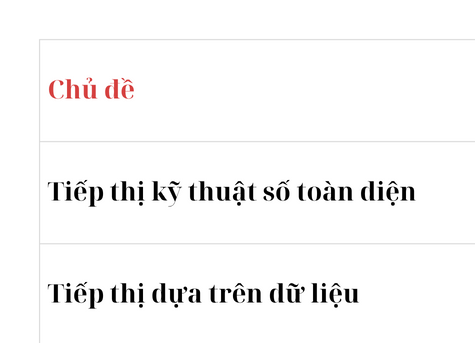 Chủ đề
Tiếp thị kỹ thuật số toàn diện
Tiếp thị dựa trên dữ liệu